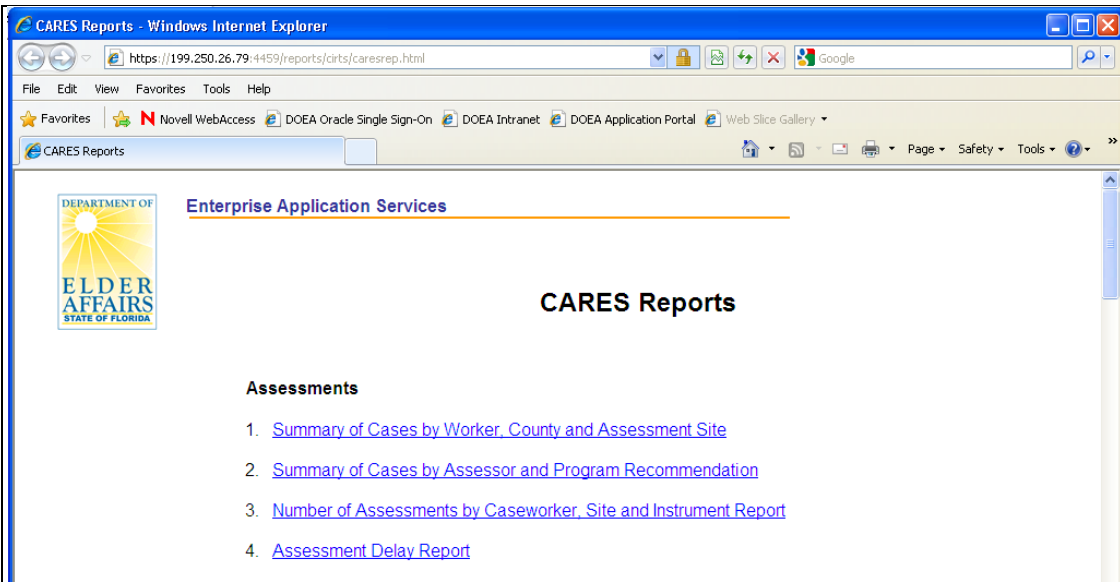 CARES Reports - Windows Internet Explorer
https://199.250.26.79:4459/reports/cirts/caresrep.html
Google
File Edit View Favorites Tools Help
Favorites N Novell WebAccess DOEA Oracle Single Sign-On DOEA Intranet DOEA Application Portal Web Slice Gallery
CARES Reports
Page Safety Tools »
DEPARTMENT OF
ELDER
AFFAIRS
STATE OF FLORIDA
Enterprise Application Services
CARES Reports
Assessments
1. Summary of Cases by Worker, County and Assessment Site
2. Summary of Cases by Assessor and Program Recommendation
3. Number of Assessments by Caseworker, Site and Instrument Report
4. Assessment Delay Report